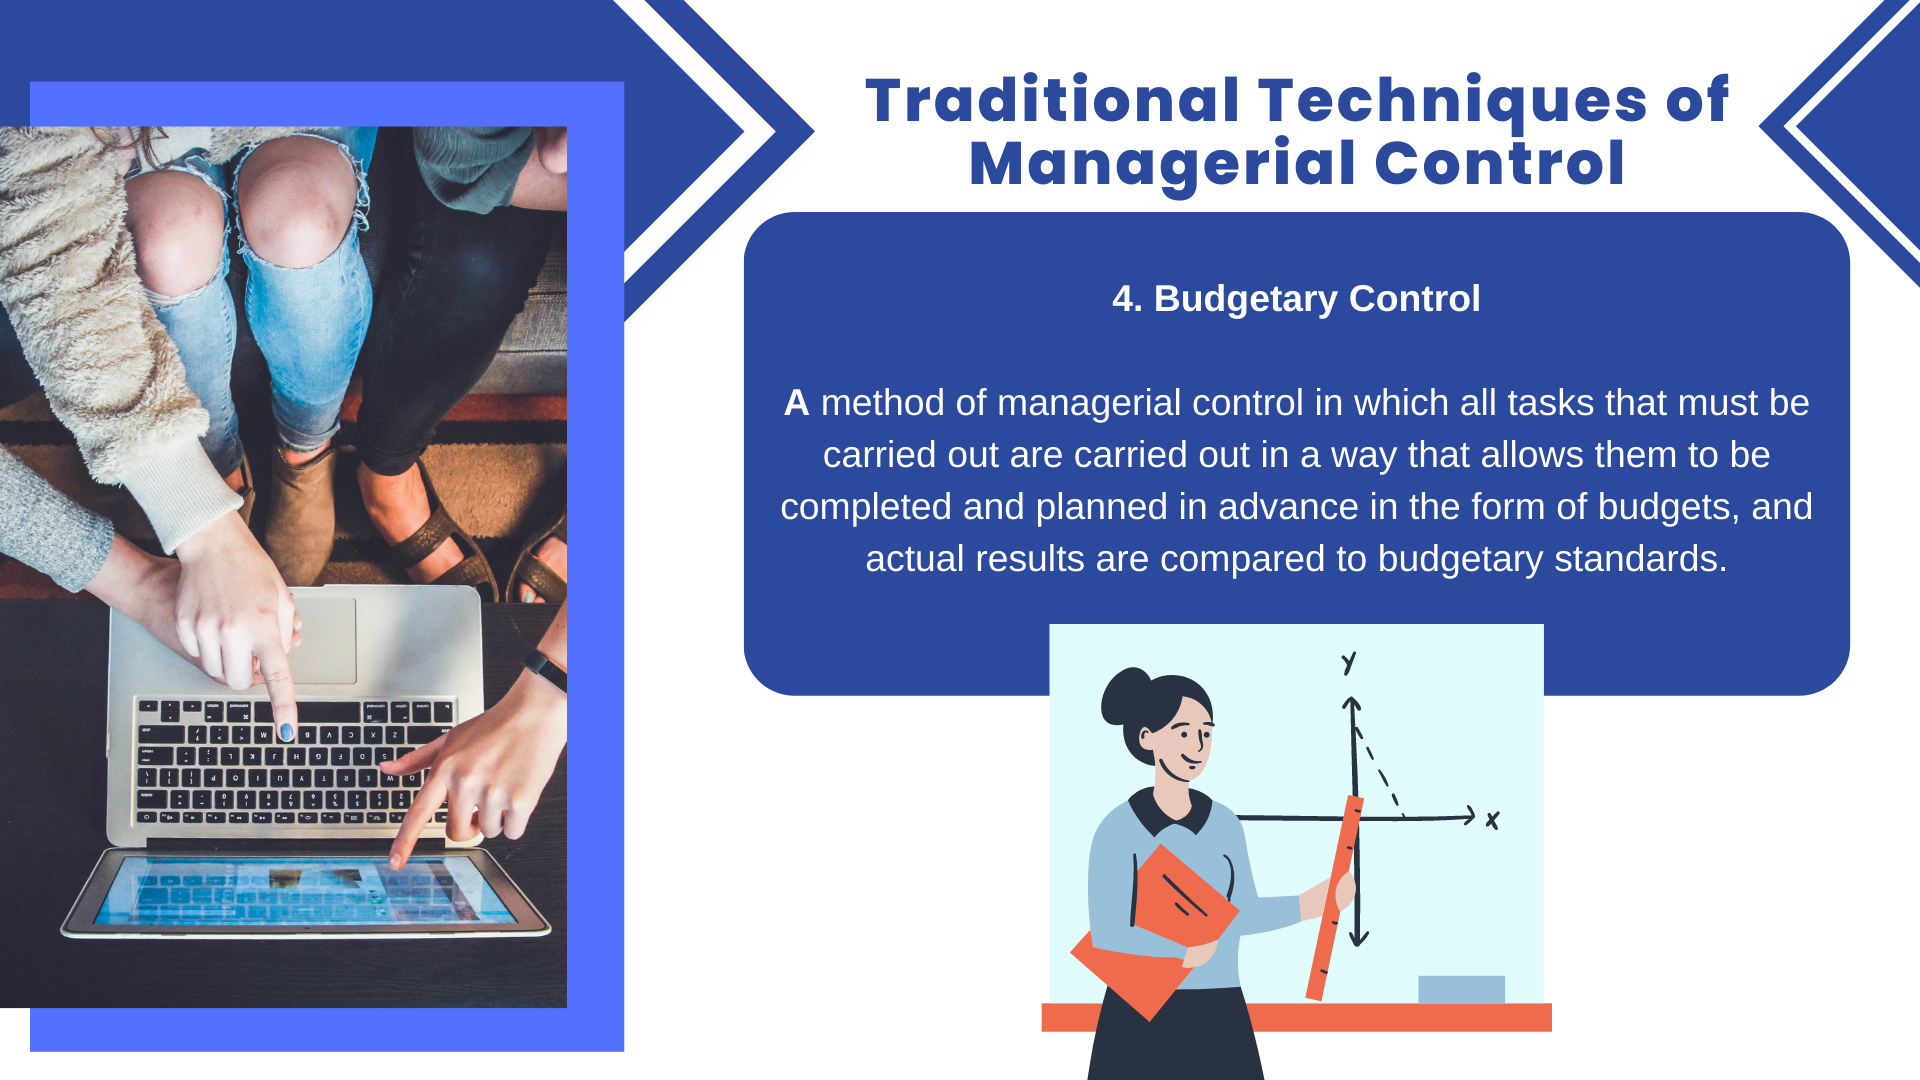 Traditional Techniques of
Managerial Control
4. Budgetary Control
A method of managerial control in which all tasks that must be
carried out are carried out in a way that allows them to be
completed and planned in advance in the form of budgets, and
actual results are compared to budgetary standards.
y
x